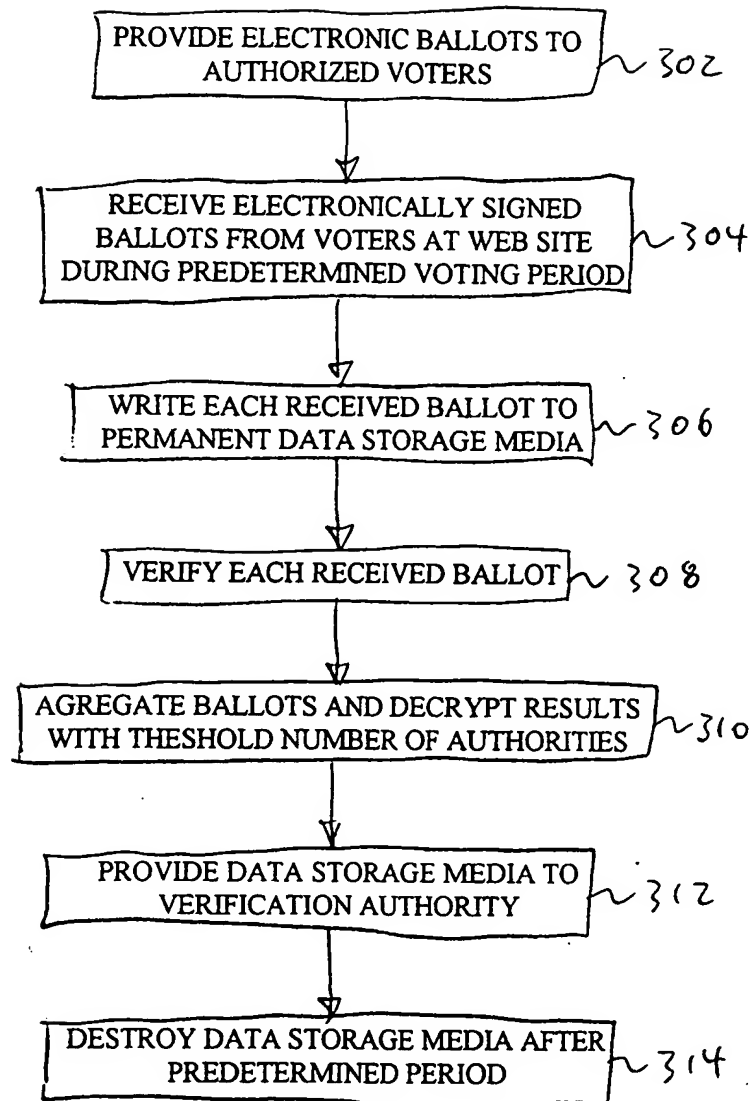 PROVIDE ELECTRONIC BALLOTS TO
AUTHORIZED VOTERS
302
RECEIVE ELECTRONICALLY SIGNED
BALLOTS FROM VOTERS AT WEB SITE
DURING PREDETERMINED VOTING PERIOD
304
WRITE EACH RECEIVED BALLOT TO
PERMANENT DATA STORAGE MEDIA
306
VERIFY EACH RECEIVED BALLOT
308
AGREGATE BALLOTS AND DECRYPT RESULTS
WITH THESHOLD NUMBER OF AUTHORITIES
310
PROVIDE DATA STORAGE MEDIA TO
VERIFICATION AUTHORITY
312
DESTROY DATA STORAGE MEDIA AFTER
PREDETERMINED PERIOD
314